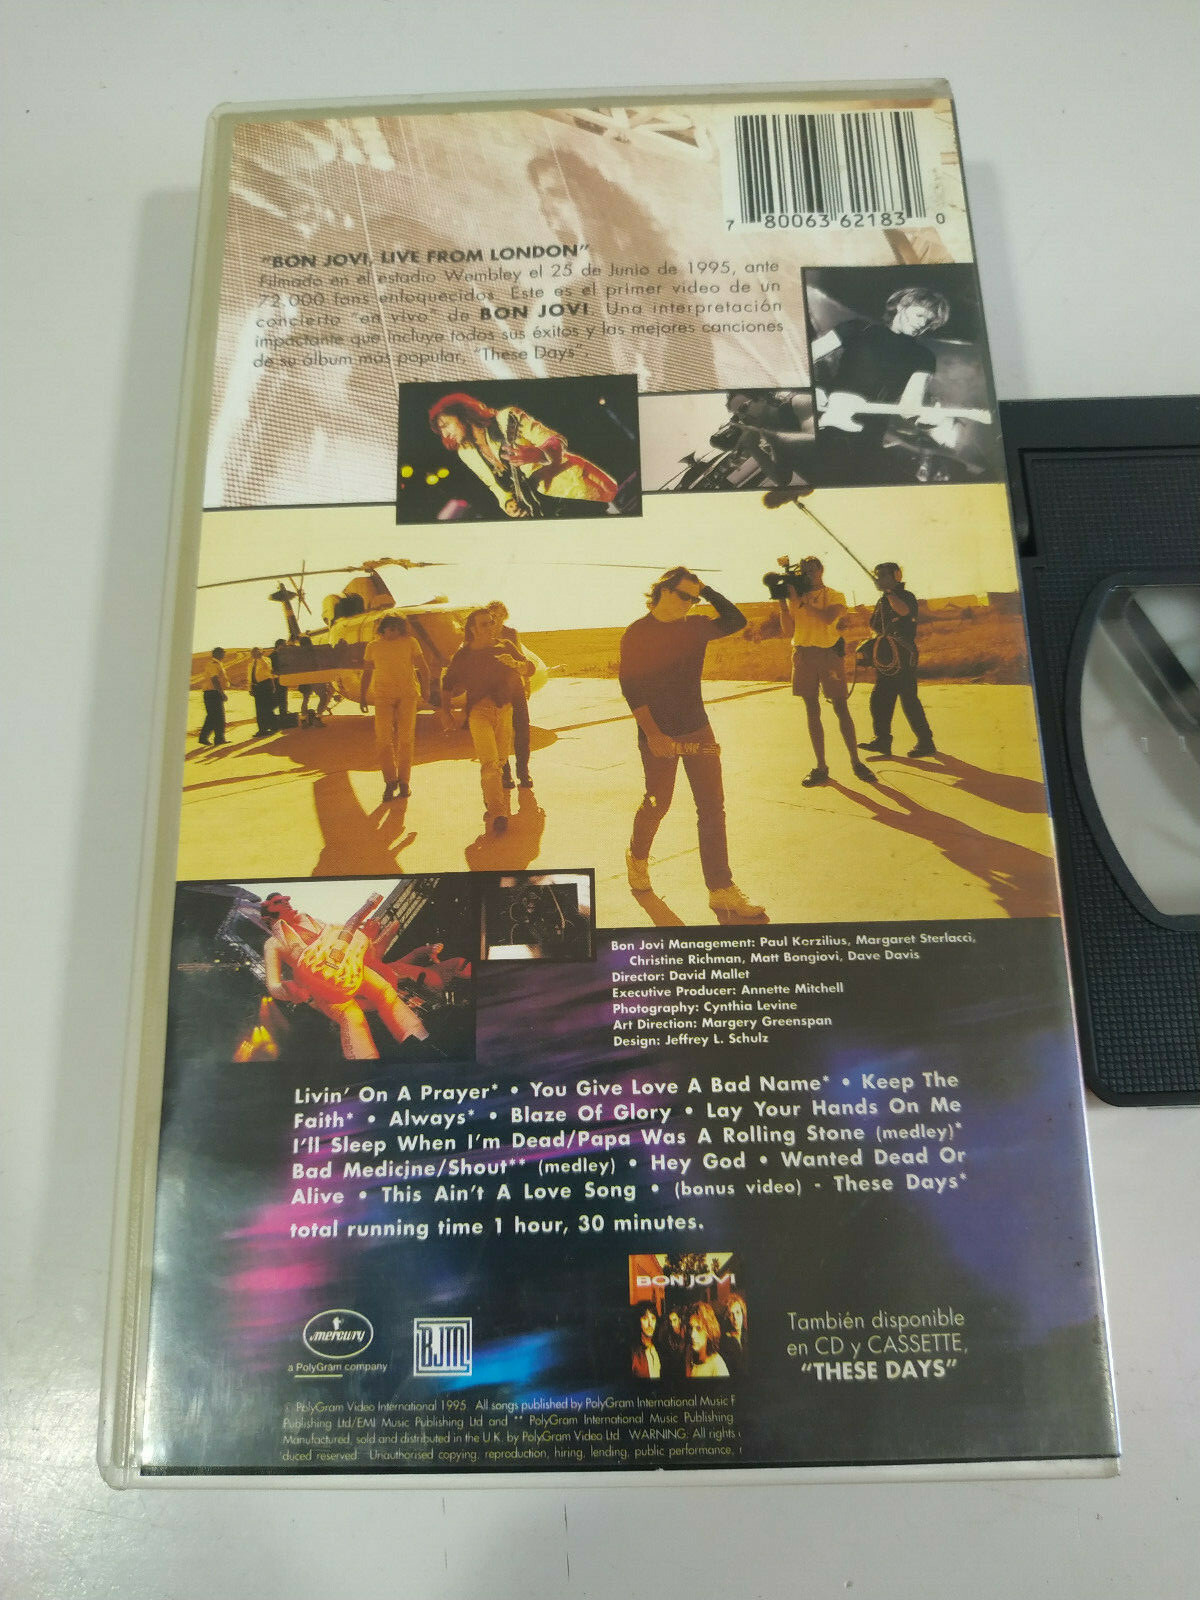 7 80063 62183 0
"BON JOVI, LIVE FROM LONDON"
Filmado en el estadio Wembley el 25 de Junio de 1995, ante
72.000 fans enloquecidos. Este es el primer video de un
concierto "en vivo" de BON JOVI. Una interpretación
impactante que incluye todos sus éxitos y las mejores canciones
de su álbum más popular, "These Days".
Bon Jovi Management: Paul Korzilius, Margaret Sterlacci,
Christine Richman, Matt Bongiovi, Dave Davis
Director: David Mallet
Executive Producer: Annette Mitchell
Photography: Cynthia Levine
Art Direction: Margery Greenspan
Design: Jeffrey L. Schulz
Livin' On A Prayer* • You Give Love A Bad Name* • Keep The
Faith* • Always* • Blaze Of Glory • Lay Your Hands On Me
I'll Sleep When I'm Dead/Papa Was A Rolling Stone (medley)*
Bad Medicine/Shout** (medley) • Hey God • Wanted Dead Or
Alive • This Ain't A Love Song • (bonus video) - These Days*
total running time 1 hour, 30 minutes.
BON JOVI
mercury
a PolyGram company
BJM
También disponible
en CD y CASSETTE,
"THESE DAYS"
© PolyGram Video International 1995. All songs published by PolyGram International Music
Publishing Ltd/EMI Music Publishing Ltd and ** PolyGram International Music Publishing
Manufactured, sold and distributed in the U.K. by PolyGram Video Ltd. WARNING: All rights
duced reserved. Unauthorised copying, reproduction, hiring, lending, public performance,